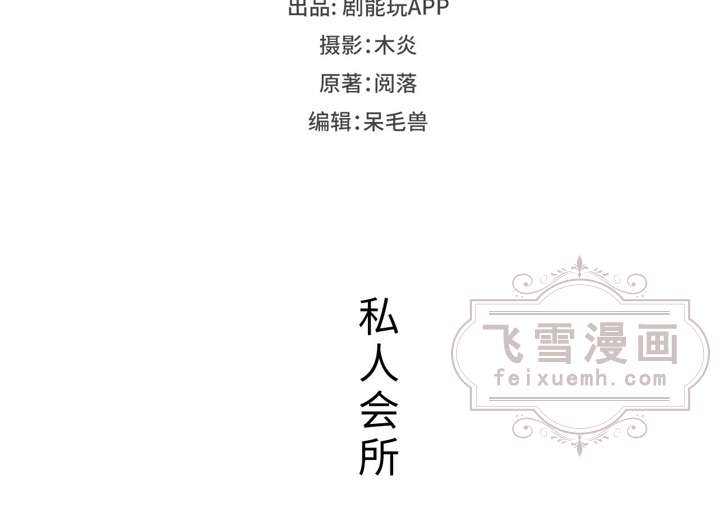 出品: 剧能玩APP
摄影:木炎
原著:阅落
编辑:呆毛兽
私人会所
飞雪漫画
feixuemh.com